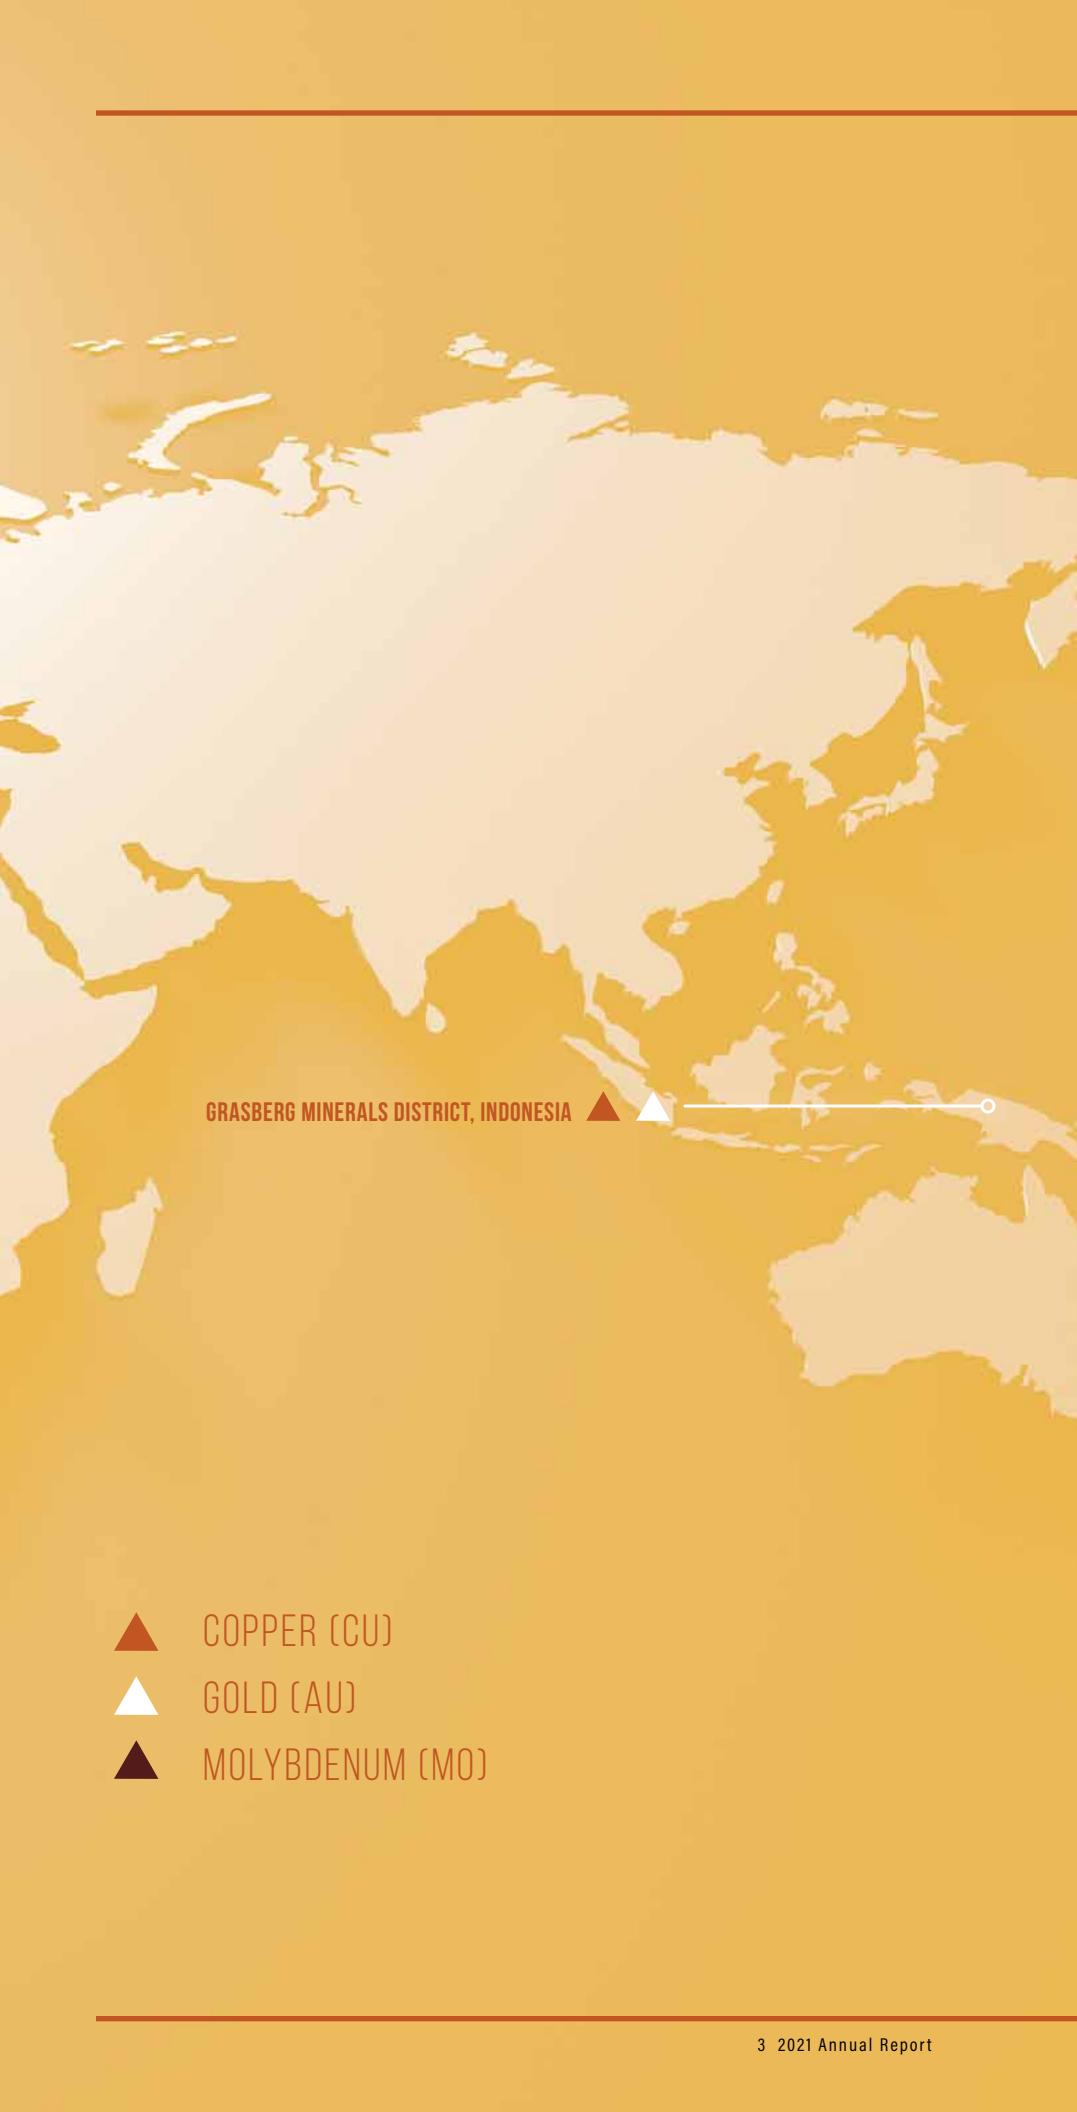 GRASBERG MINERALS DISTRICT, INDONESIA
COPPER (CU)
GOLD (AU)
MOLYBDENUM (MO)
3 2021 Annual Report